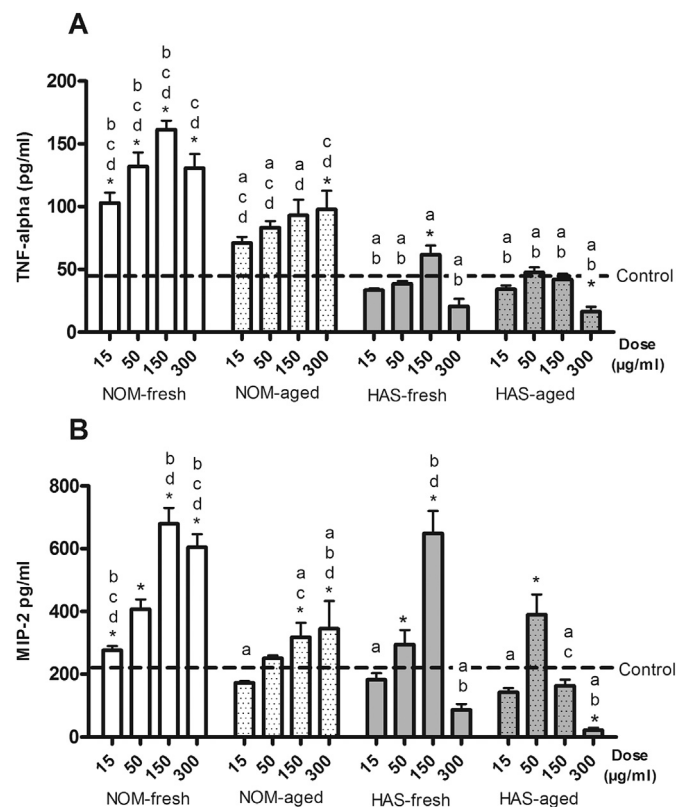 A
TNF-alpha (pg/ml)
200
150
100
50
0
b
c
d
*
b
c
d
*
b
c
d
*
c
d
*
a
c
d
a
c
d
a
d
c
d
*
a
b
a
b
a
*
a
b
a
b
a
b
a
b
a
b
*
Control
15 50 150 300 15 50 150 300 15 50 150 300 15 50 150 300 Dose
(µg/ml)
NOM-fresh NOM-aged HAS-fresh HAS-aged
B
MIP-2 pg/ml
800
600
400
200
0
b
c
d
*
*
b
d
*
b
c
d
*
a
a
c
*
a
b
d
*
a
*
b
d
*
a
b
a
*
a
c
a
b
*
Control
15 50 150 300 15 50 150 300 15 50 150 300 15 50 150 300 Dose
(µg/ml)
NOM-fresh NOM-aged HAS-fresh HAS-aged